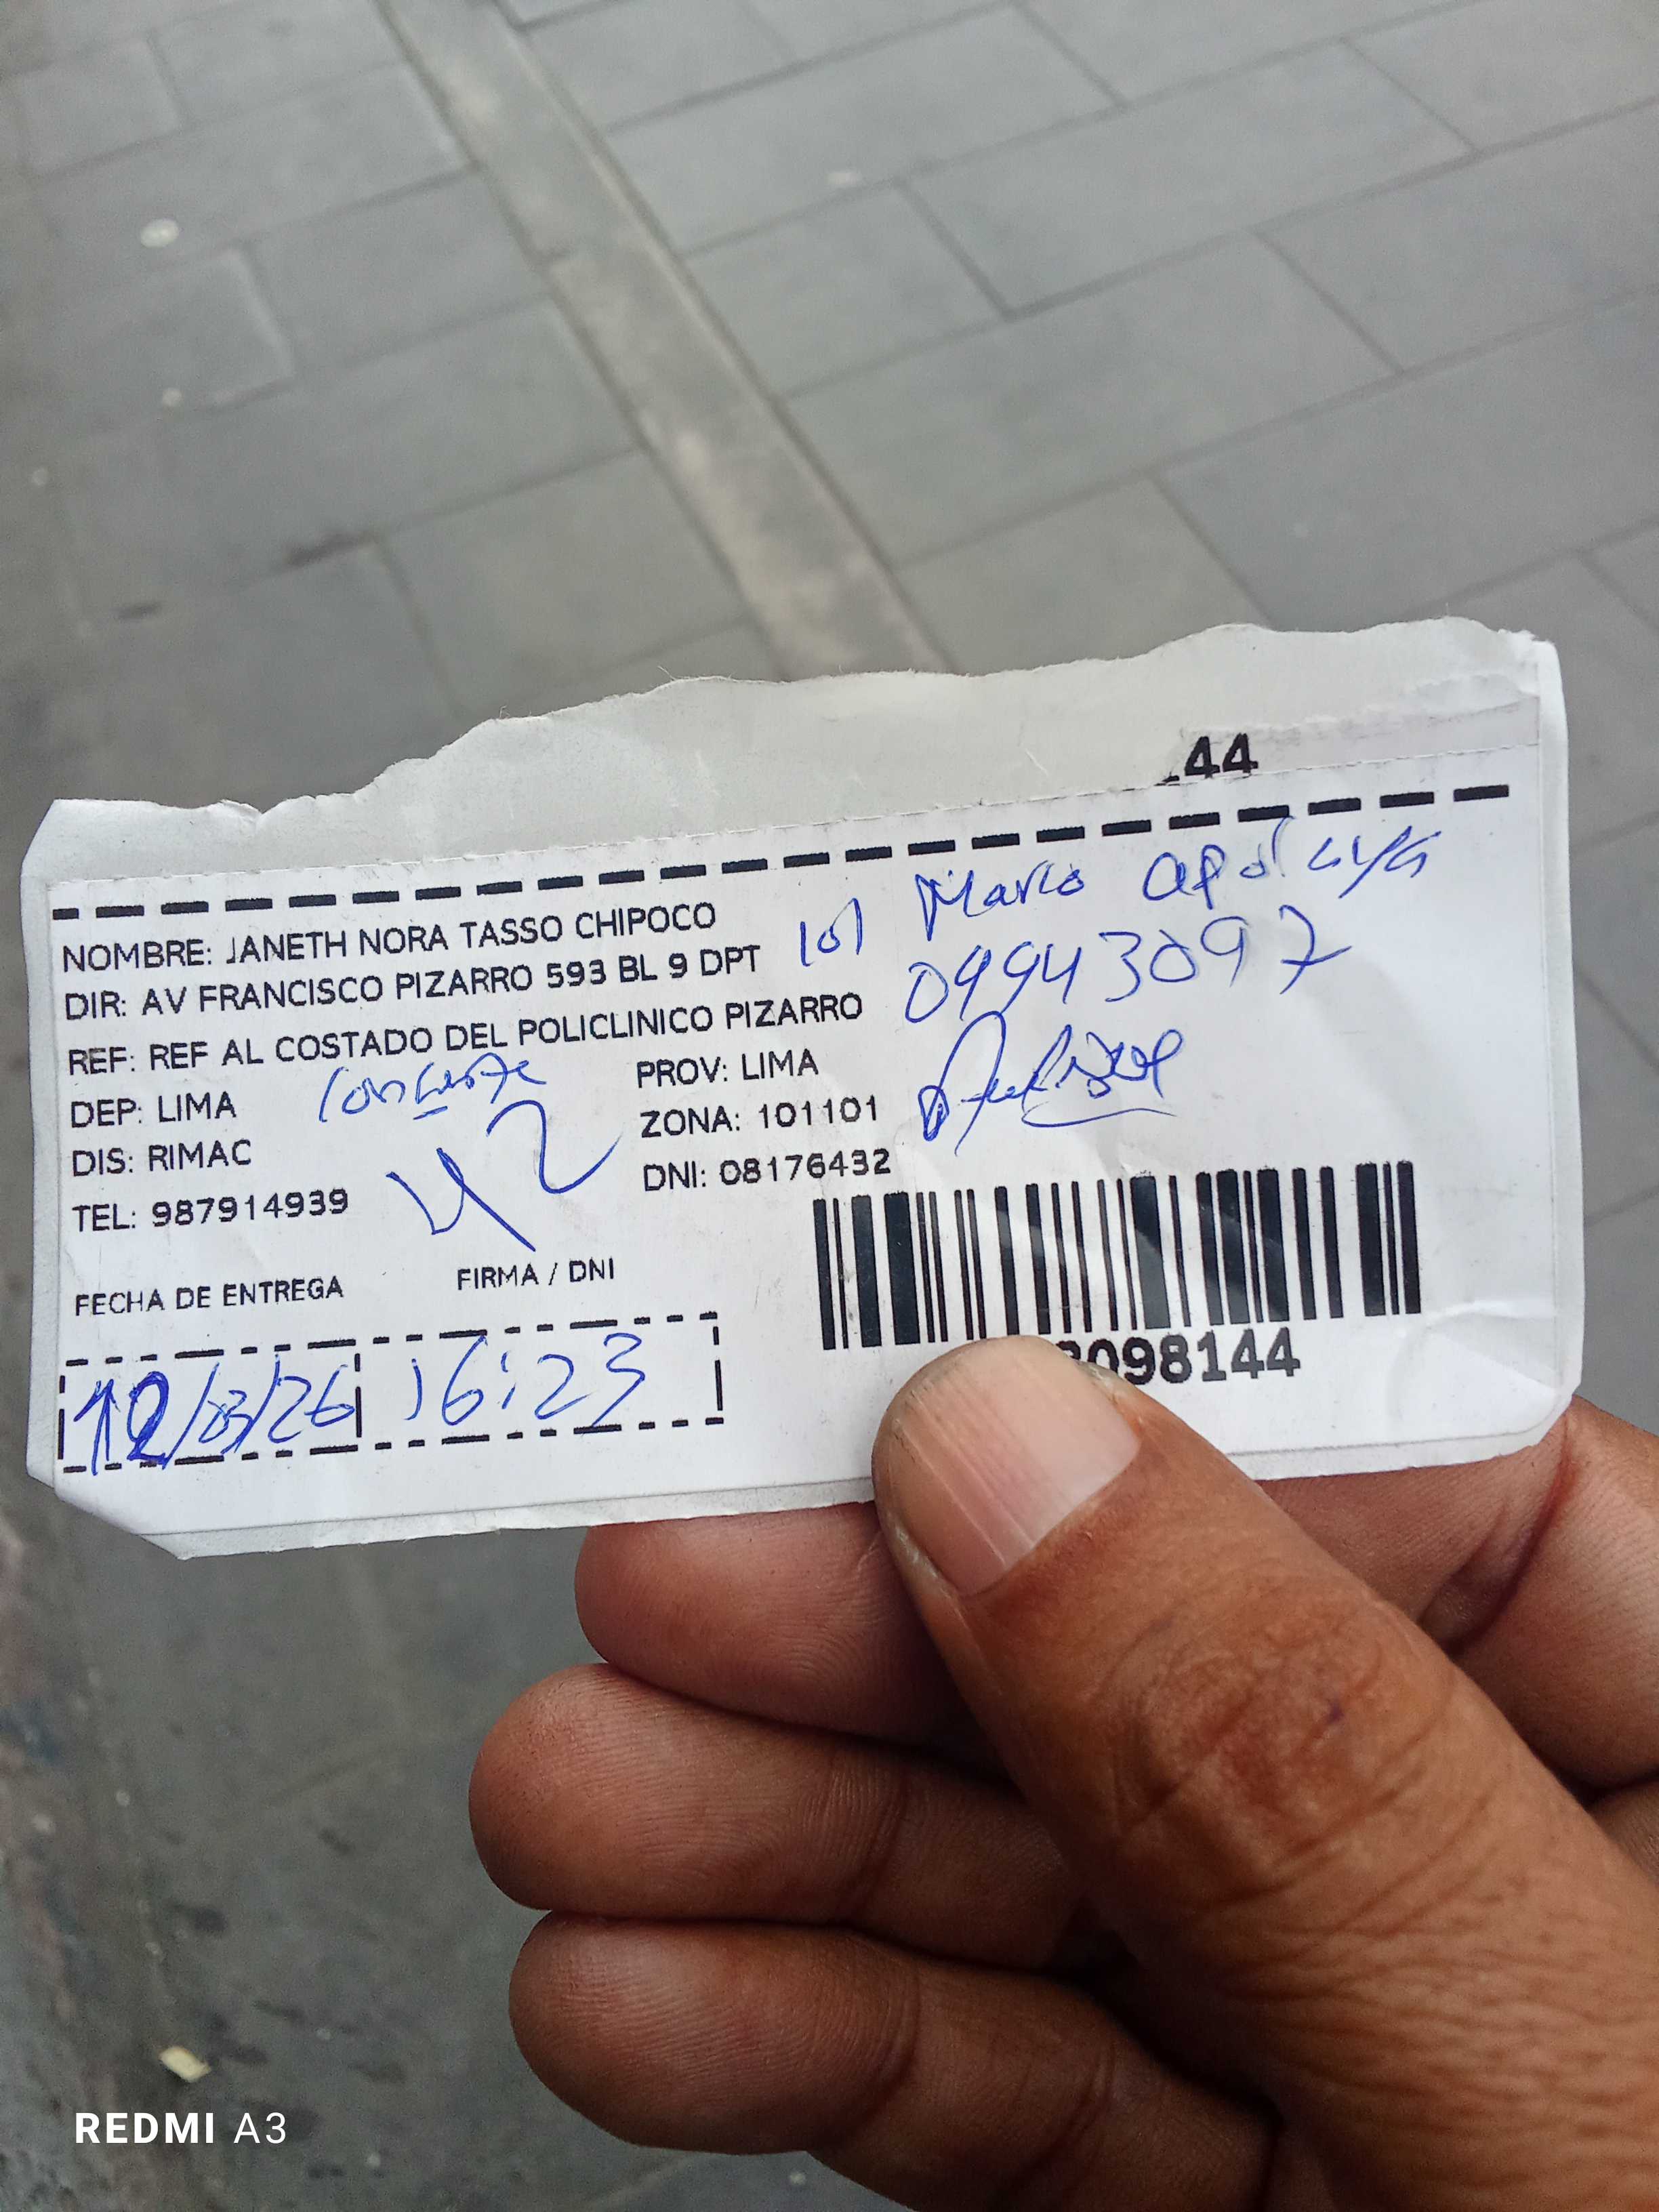 44
NOMBRE: JANETH NORA TASSO CHIPOCO
DIR: AV FRANCISCO PIZARRO 593 BL 9 DPT 101
Marco
09943097
REF: REF AL COSTADO DEL POLICLINICO PIZARRO
DEP: LIMA
PROV: LIMA
DIS: RIMAC
ZONA: 101101
TEL: 987914939
DNI: 08176432
FECHA DE ENTREGA
FIRMA / DNI
12/03/26 16:23
098144
REDMI A3